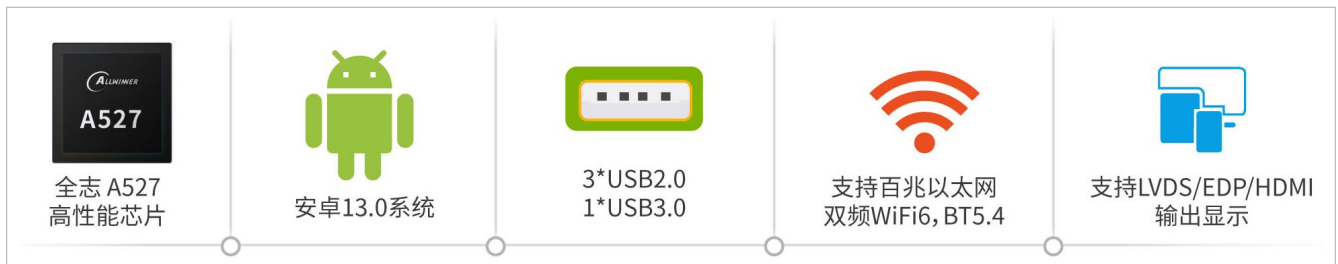 ALLWINNER
A527
全志 A527
高性能芯片
安卓13.0系统
3*USB2.0
1*USB3.0
支持百兆以太网
双频WiFi6,BT5.4
支持LVDS/EDP/HDMI
输出显示